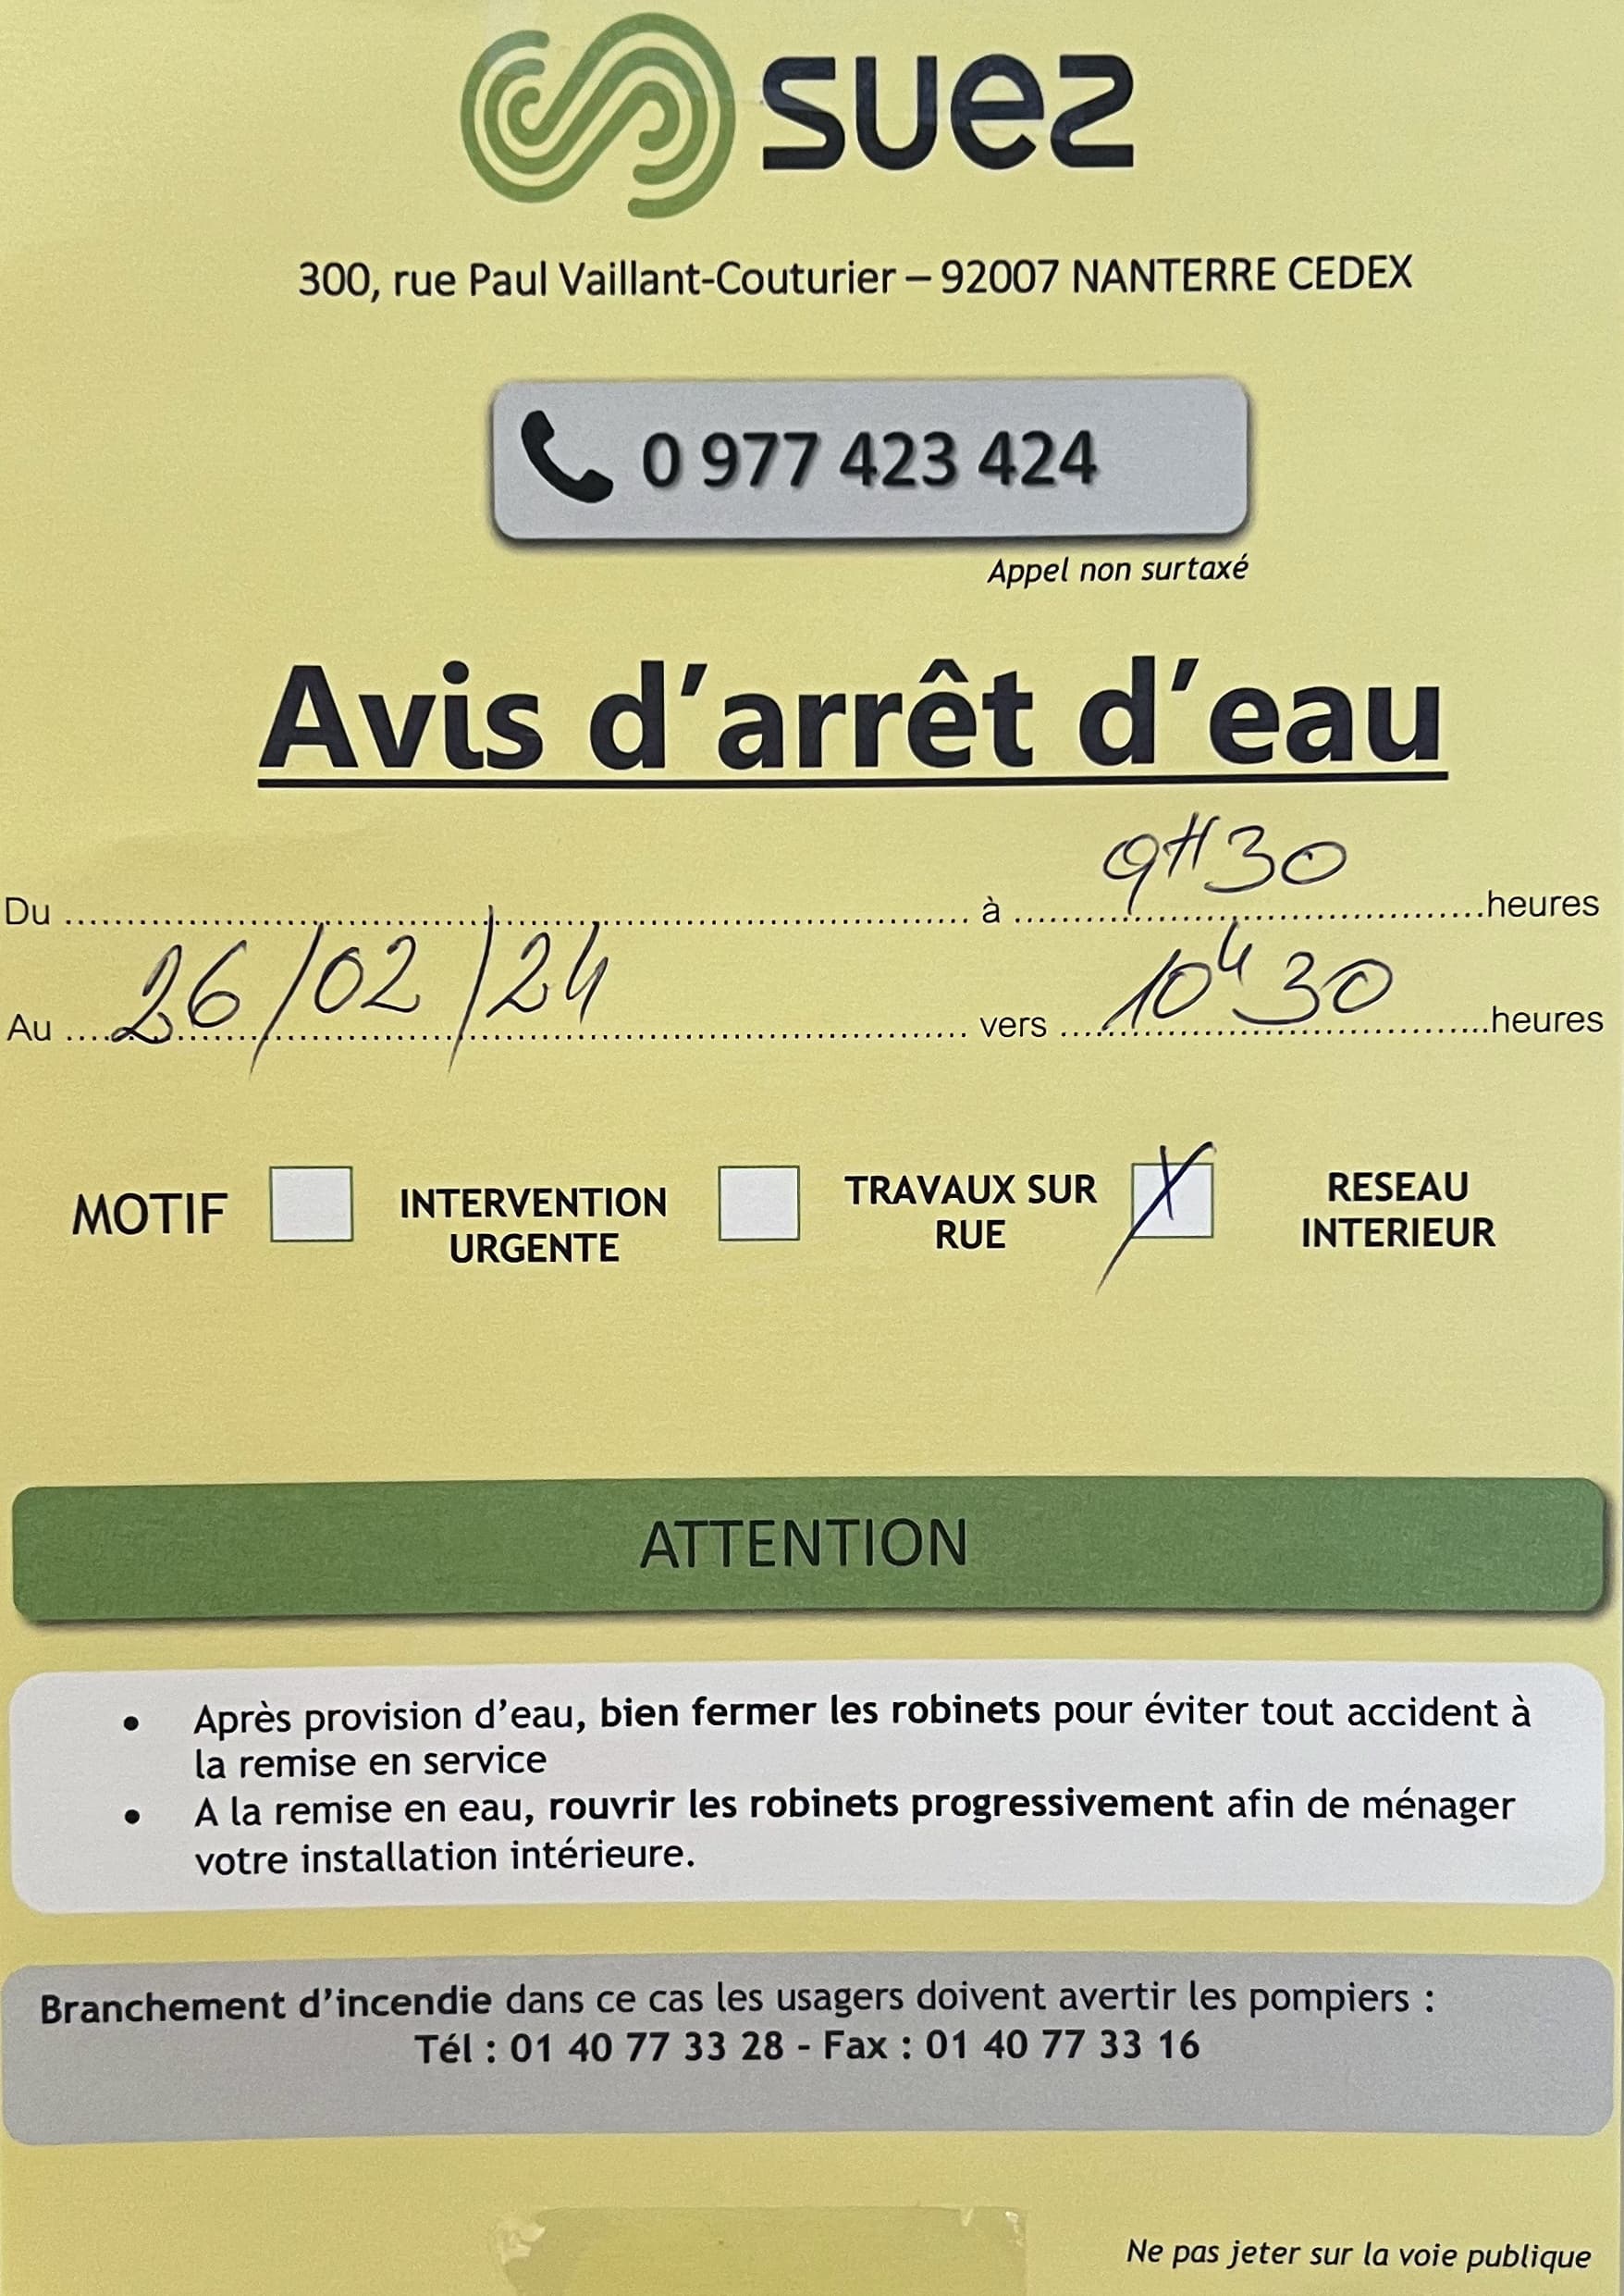 suez
300, rue Paul Vaillant-Couturier – 92007 NANTERRE CEDEX
0 977 423 424
Appel non surtaxé
Avis d'arrêt d'eau
Du ........ à 9H30 heures
Au 26/02/24 vers 10H30 heures
MOTIF INTERVENTION URGENTE TRAVAUX SUR RUE X RESEAU INTERIEUR
ATTENTION
• Après provision d'eau, bien fermer les robinets pour éviter tout accident à
la remise en service
• A la remise en eau, rouvrir les robinets progressivement afin de ménager
votre installation intérieure.
Branchement d'incendie dans ce cas les usagers doivent avertir les pompiers :
Tél : 01 40 77 33 28 - Fax : 01 40 77 33 16
Ne pas jeter sur la voie publique